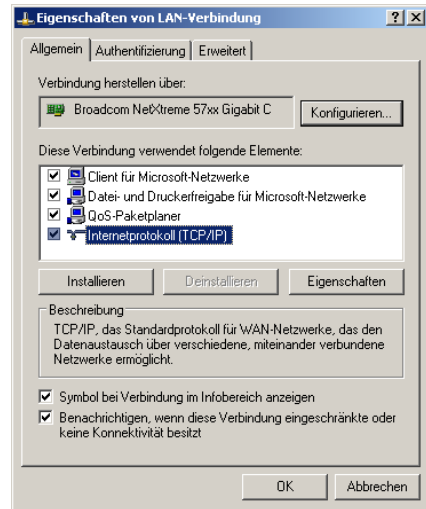 Eigenschaften von LAN-Verbindung
Allgemein Authentifizierung Erweitert
Verbindung herstellen über:
Broadcom NetXtreme 57xx Gigabit C
Konfigurieren...
Diese Verbindung verwendet folgende Elemente:
Client für Microsoft-Netzwerke
Datei- und Druckerfreigabe für Microsoft-Netzwerke
QoS-Paketplaner
Internetprotokoll (TCP/IP)
Installieren Deinstallieren Eigenschaften
Beschreibung
TCP/IP, das Standardprotokoll für WAN-Netzwerke, das den
Datenaustausch über verschiedene, miteinander verbundene
Netzwerke ermöglicht.
Symbol bei Verbindung im Infobereich anzeigen
Benachrichtigen, wenn diese Verbindung eingeschränkte oder
keine Konnektivität besitzt
OK Abbrechen